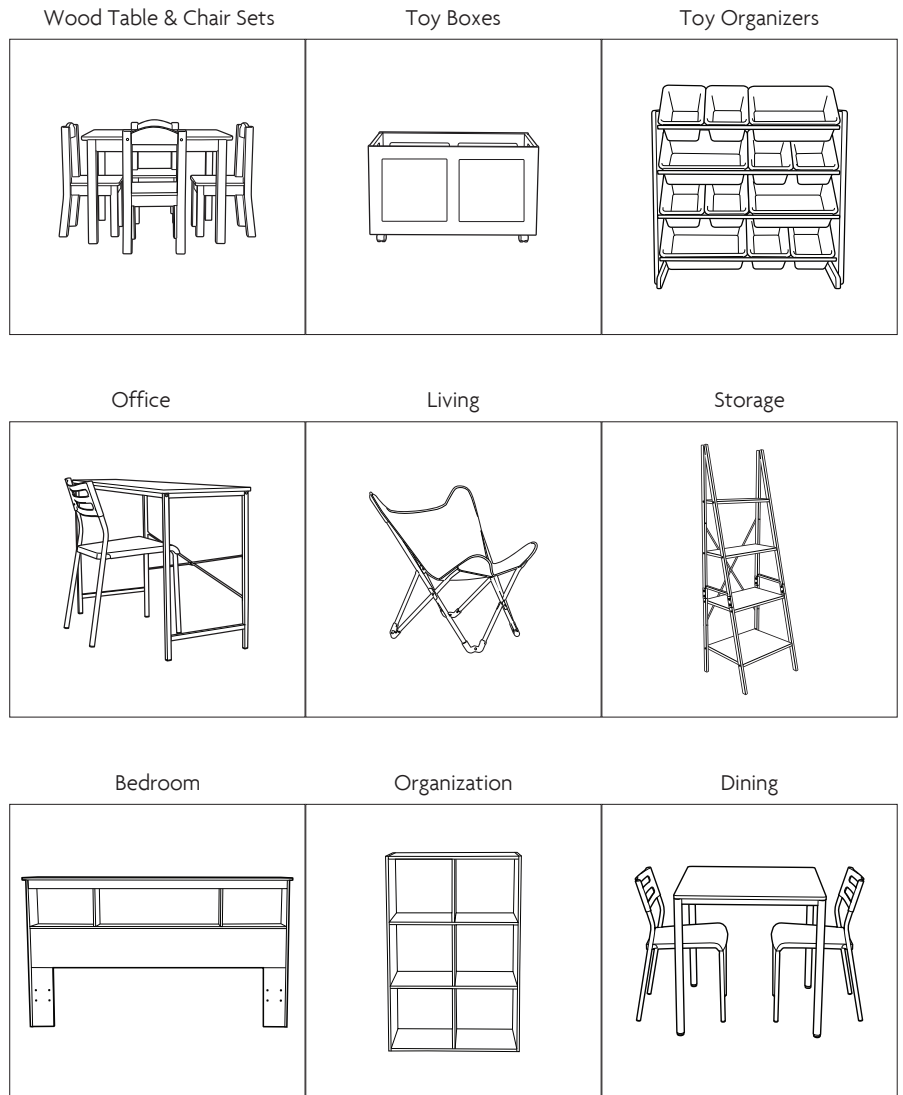 Wood Table & Chair Sets
Toy Boxes
Toy Organizers
Office
Living
Storage
Bedroom
Organization
Dining